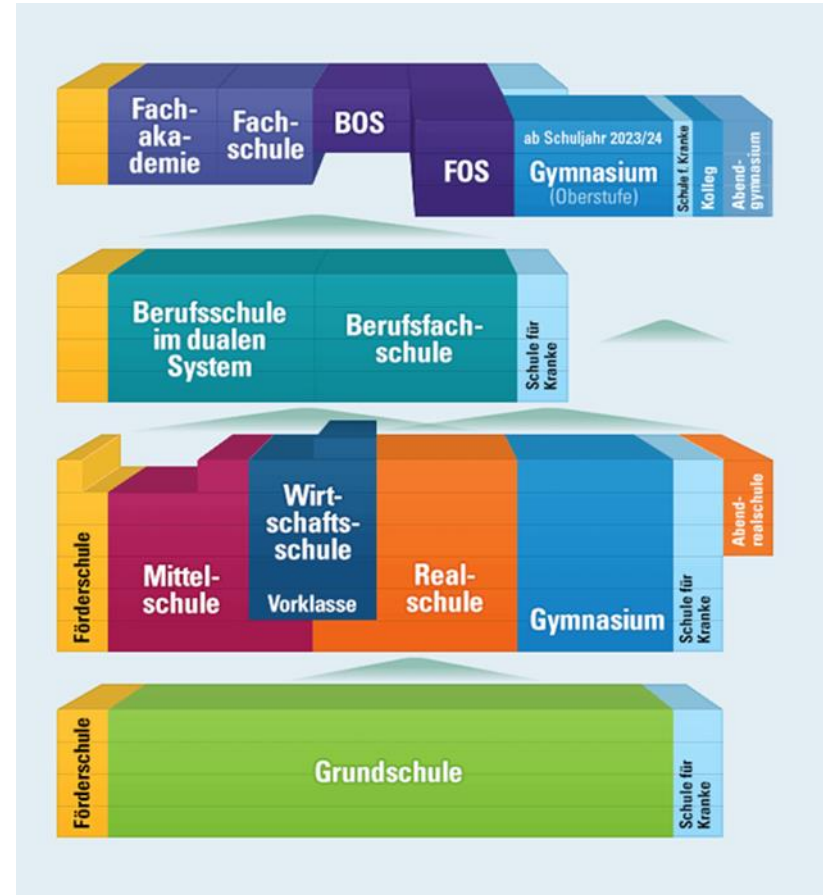 Fach-
aka-
demie
Fach-
schule
BOS
FOS
ab Schuljahr 2023/24
Gymnasium
(Oberstufe)
Schule f. Kranke
Kolleg
Abend-
gymnasium
Berufsschule
im dualen
System
Berufsfach-
schule
Schule für
Kranke
Förderschule
Mittel-
schule
Wirt-
schafts-
schule
Vorklasse
Real-
schule
Gymnasium
Schule für
Kranke
Abend-
realschule
Förderschule
Grundschule
Schule für
Kranke